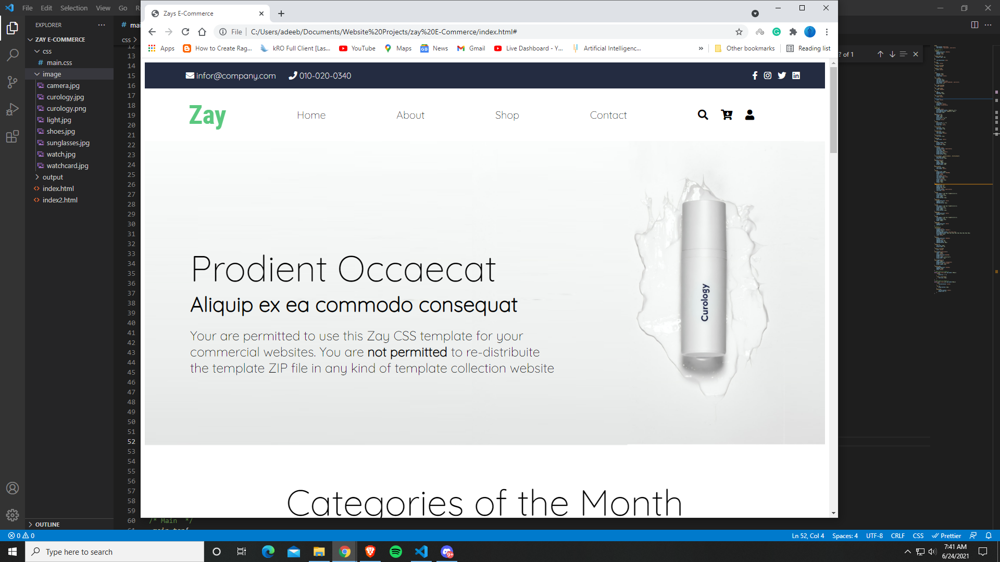 File Edit Selection View Go R
Zays E-Commerce
File C:/Users/adeeb/Documents/Website%20Projects/zay%20E-Commerce/index.html#
Apps How to Create Rag... kRO Full Client [Las... YouTube Maps News Gmail Live Dashboard - Y... Artificial Intelligenc... » Other bookmarks Reading list
EXPLORER
ZAY E-COMMERCE
css
main.css
image
camera.jpg
curology.jpg
curology.png
light.jpg
shoes.jpg
sunglasses.jpg
watch.jpg
watchcard.jpg
output
index.html
index2.html
OUTLINE
# mai
css >
? of 1
12
13
14
15
16
17
18
19
20
21
22
23
24
25
26
27
28
29
30
31
32
33
34
35
36
37
38
39
40
41
42
43
44
45
46
47
48
49
50
51
52
53
54
55
56
57
58
59
60 /* Main */
infor@company.com 010-020-0340
Zay Home About Shop Contact
Curology
Prodient Occaecat
Aliquip ex ea commodo consequat
Your are permitted to use this Zay CSS template for your
commercial websites. You are not permitted to re-distribuite
the template ZIP file in any kind of template collection website
Categories of the Month
0 0 Ln 52, Col 4 Spaces: 4 UTF-8 CRLF CSS Prettier
Type here to search
9+
7:41 AM
6/24/2021